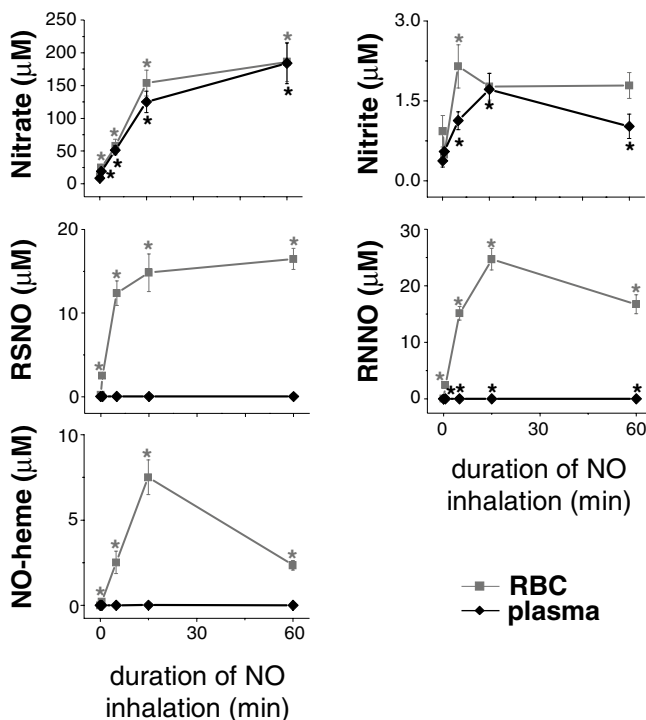 Nitrate (μM)
250
200
150
100
50
0
* * * *
* * * *
Nitrite (μM)
3.0
1.5
0.0
*
* * *
RSNO (μM)
20
10
0
* * * *
RNNO (μM)
30
20
10
0
0 30 60
* * * *
* * * *
duration of NO
inhalation (min)
NO-heme (μM)
10
5
0
0 30 60
* * * *
duration of NO
inhalation (min)
RBC
plasma